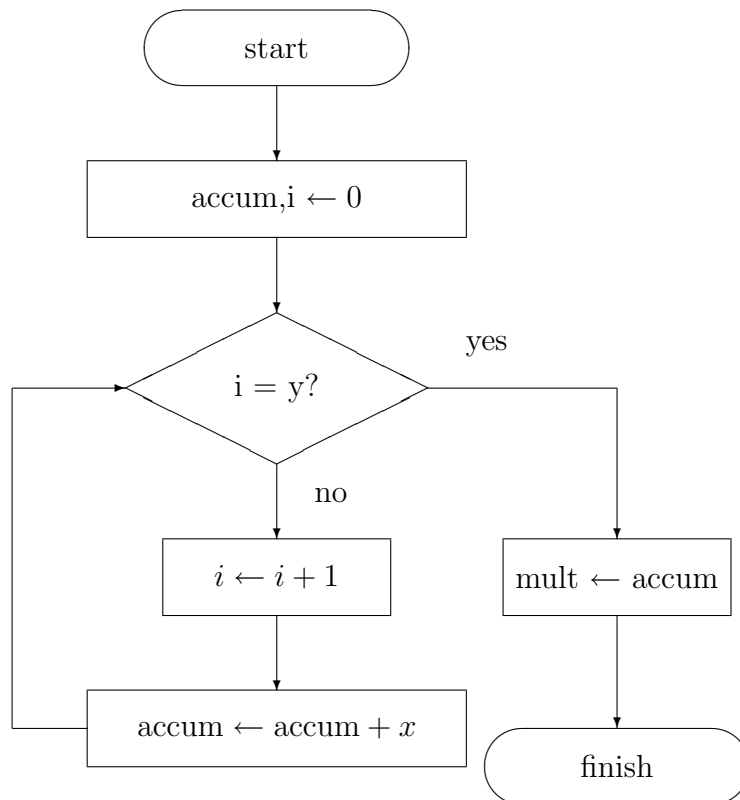 start
accum,i ← 0
yes
i = y?
no
i ← i + 1
mult ← accum
accum ← accum + x
finish